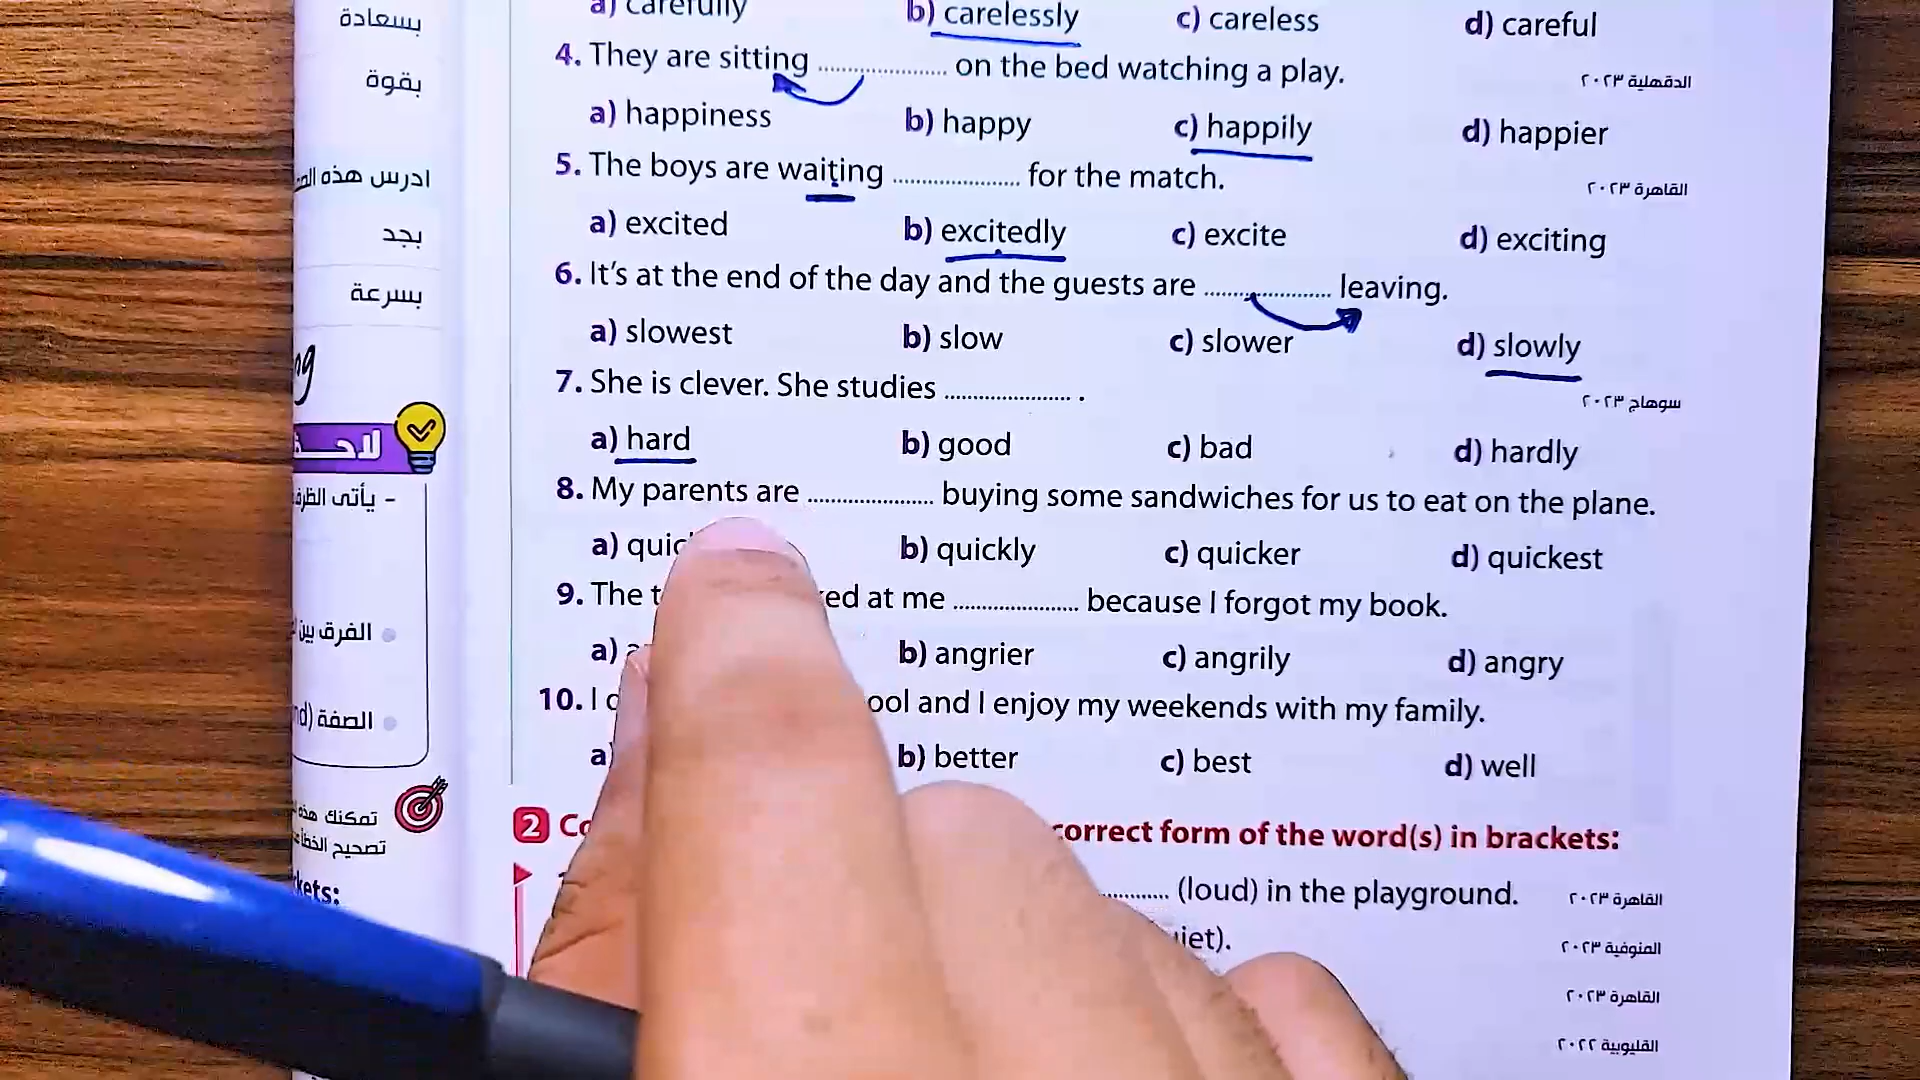 a) carefully b) carelessly c) careless d) careful
4. They are sitting .................... on the bed watching a play. الدقهلية ٢٠٢٣
a) happiness b) happy c) happily d) happier
5. The boys are waiting .................... for the match. القاهرة ٢٠٢٣
a) excited b) excitedly c) excite d) exciting
6. It's at the end of the day and the guests are .................... leaving.
a) slowest b) slow c) slower d) slowly
7. She is clever. She studies .................... . سوهاج ٢٠٢٣
a) hard b) good c) bad d) hardly
8. My parents are .................... buying some sandwiches for us to eat on the plane.
a) b) quickly c) quicker d) quickest
9. The at me .................... because I forgot my book.
a) b) angrier c) angrily d) angry
10. I and I enjoy my weekends with my family.
a) b) better c) best d) well
2 correct form of the word(s) in brackets:
(loud) in the playground. القاهرة ٢٠٢٣
المنوفية ٢٠٢٣
القاهرة ٢٠٢٣
القليوبية ٢٠٢٢
بسعادة
بقوة
ادرس هذه
بجد
بسرعة
- يأتى
الفرق بين
الصفة
تمكنك هذه
تصحيح